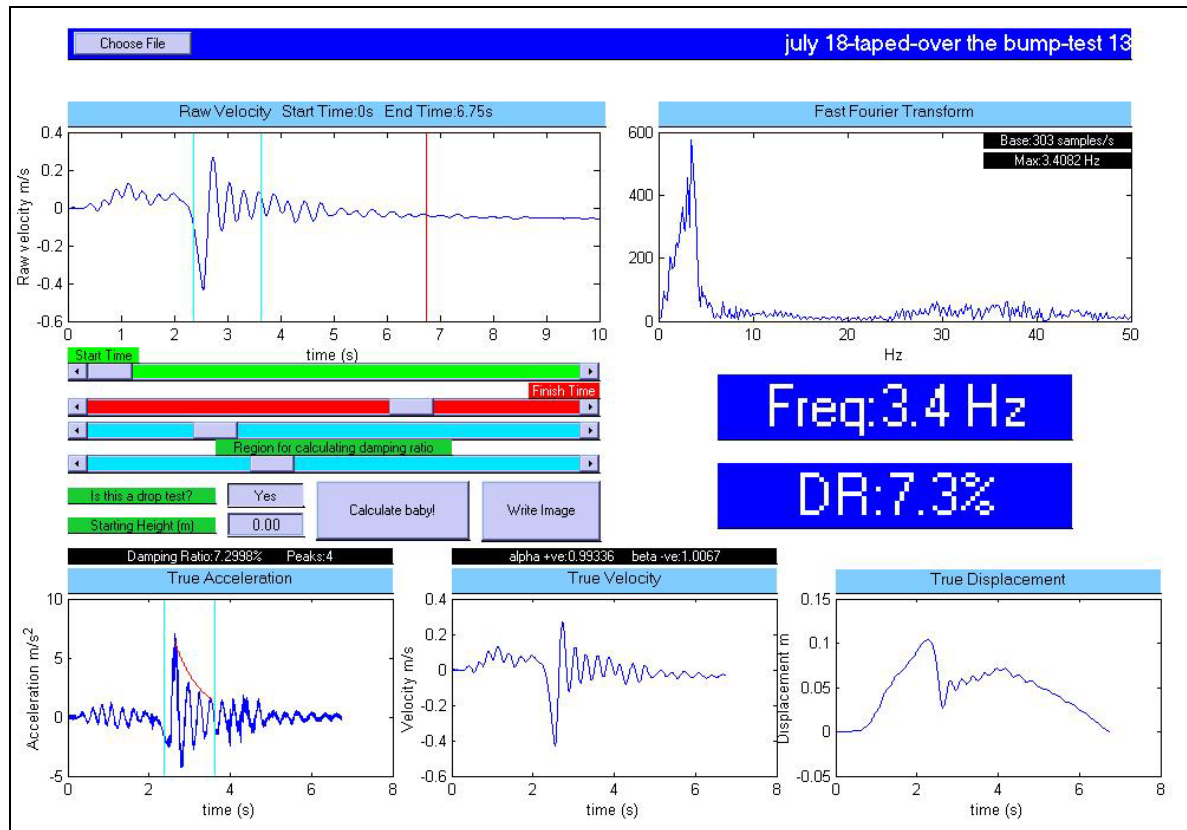 Choose File
july 18-taped-over the bump-test 13
Raw Velocity   Start Time:0s   End Time:6.75s
Raw velocity m/s
0.4
0.2
0
-0.2
-0.4
-0.6
0 1 2 3 4 5 6 7 8 9 10
time (s)
Fast Fourier Transform
Base:303 samples/s
Max:3.4082 Hz
600
400
200
0
0 10 20 30 40 50
Hz
Start Time
Finish Time
Region for calculating damping ratio
Is this a drop test?
Yes
Starting Height (m)
0.00
Calculate baby!
Write Image
Freq:3.4 Hz
DR:7.3%
Damping Ratio:7.2998%   Peaks:4
True Acceleration
Acceleration m/s2
10
5
0
-5
0 2 4 6 8
time (s)
alpha +ve:0.99336   beta -ve:1.0067
True Velocity
Velocity m/s
0.4
0.2
0
-0.2
-0.4
-0.6
0 2 4 6 8
time (s)
True Displacement
Displacement m
0.15
0.1
0.05
0
-0.05
0 2 4 6 8
time (s)